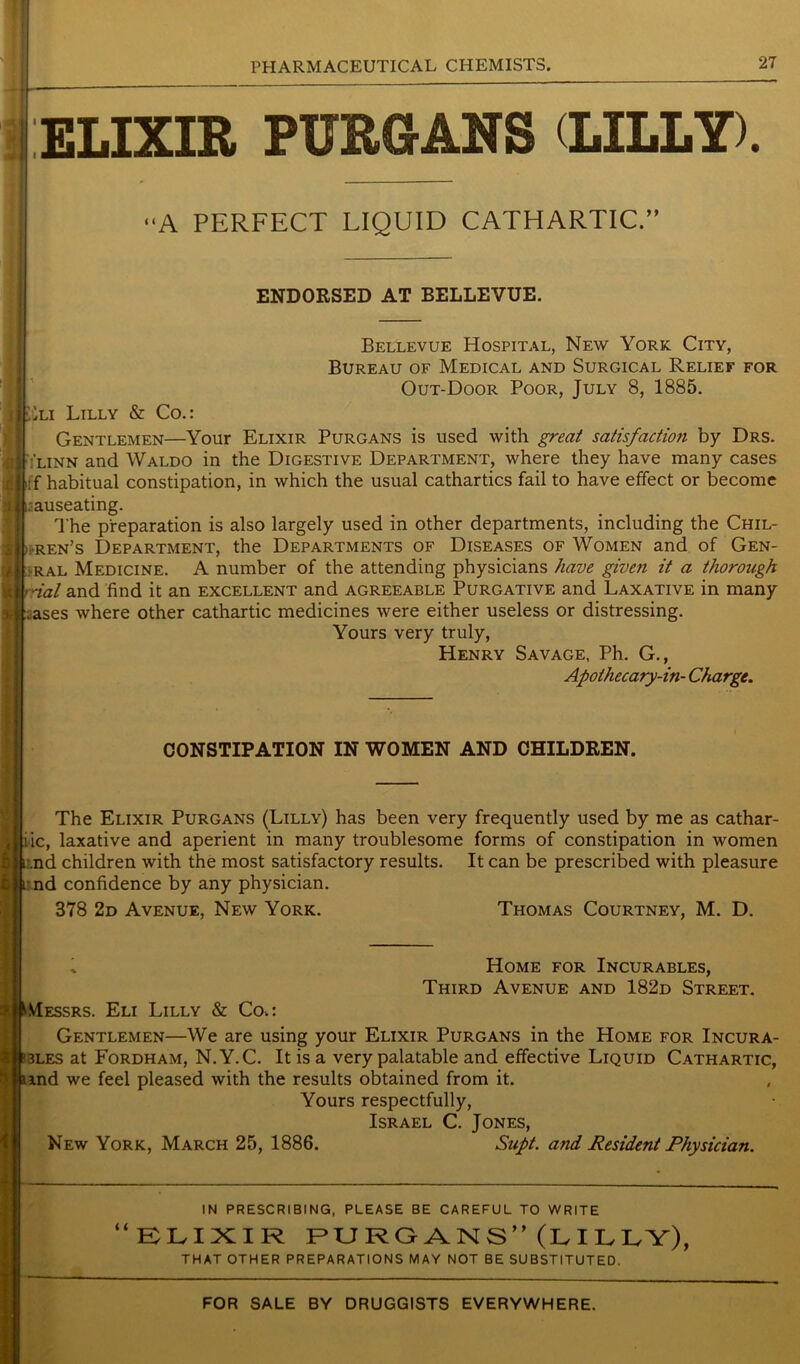 PHARMACEUTICAL CHEMISTS. 27
ELIXIR PURGANS (LILLY).
"A PERFECT LIQUID CATHARTIC."
ENDORSED AT BELLEVUE.
BELLEVUE HOSPITAL, NEW YORK CITY,
BUREAU OF MEDICAL AND SURGICAL RELIEF FOR
OUT-DOOR POOR, JULY 8, 1885.
LI LILLY & CO.:
GENTLEMEN—Your ELIXIR PURGANS is used with great satisfaction by DRS.
LINN and WALDO in the DIGESTIVE DEPARTMENT, where they have many cases
f habitual constipation, in which the usual cathartics fail to have effect or become
auseating.
The preparation is also largely used in other departments, including the CHIL-
REN'S DEPARTMENT, the DEPARTMENTS OF DISEASES OF WOMEN and of GEN-
RAL MEDICINE. A number of the attending physicians have given it a thorough
rial and find it an EXCELLENT and AGREEABLE PURGATIVE and LAXATIVE in many
ases where other cathartic medicines were either useless or distressing.
Yours very truly,
HENRY SAVAGE, Ph. G.,
Apothecary-in-Charge.
CONSTIPATION IN WOMEN AND CHILDREN.
The ELIXIR PURGANS (LILLY) has been very frequently used by me as cathar-
ic, laxative and aperient in many troublesome forms of constipation in women
nd children with the most satisfactory results. It can be prescribed with pleasure
nd confidence by any physician.
378 2D AVENUE, NEW YORK. THOMAS COURTNEY, M. D.
HOME FOR INCURABLES,
THIRD AVENUE AND 182D STREET.
MESSRS. ELI LILLY & CO.:
GENTLEMEN—We are using your ELIXIR PURGANS in the HOME FOR INCURA-
BLES at FORDHAM, N.Y.C. It is a very palatable and effective LIQUID CATHARTIC,
and we feel pleased with the results obtained from it.
Yours respectfully,
ISRAEL C. JONES,
NEW YORK, MARCH 25, 1886. Supt. and Resident Physician.
IN PRESCRIBING, PLEASE BE CAREFUL TO WRITE
"ELIXIR PURGANS" (LILLY),
THAT OTHER PREPARATIONS MAY NOT BE SUBSTITUTED.
FOR SALE BY DRUGGISTS EVERYWHERE.